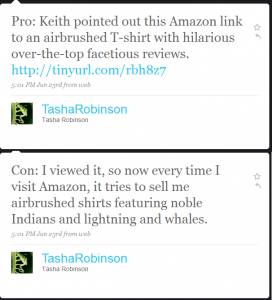 Pro: Keith pointed out this Amazon link
to an airbrushed T-shirt with hilarious
over-the-top facetious reviews.
http://tinyurl.com/rbh8z7
5:01 PM Jun 23rd from web
TashaRobinson
Tasha Robinson
Con: I viewed it, so now every time I
visit Amazon, it tries to sell me
airbrushed shirts featuring noble
Indians and lightning and whales.
5:01 PM Jun 23rd from web
TashaRobinson
Tasha Robinson